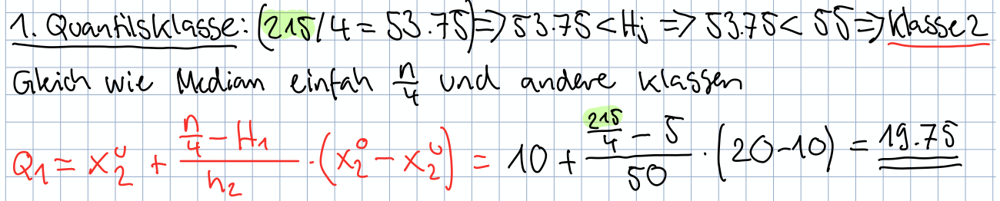 1. Quantilsklasse: (215/4 = 53.75) => 53.75 < Hj => 53.75 < 55 => Klasse 2
Gleich wie Median einfah n/4 und andere Klassen
Q₁ = x₂ᵘ + (n/4 - H₁)/h₂ · (x₂ᵒ - x₂ᵘ) = 10 + (215/4 - 5)/50 · (20-10) = 19.75